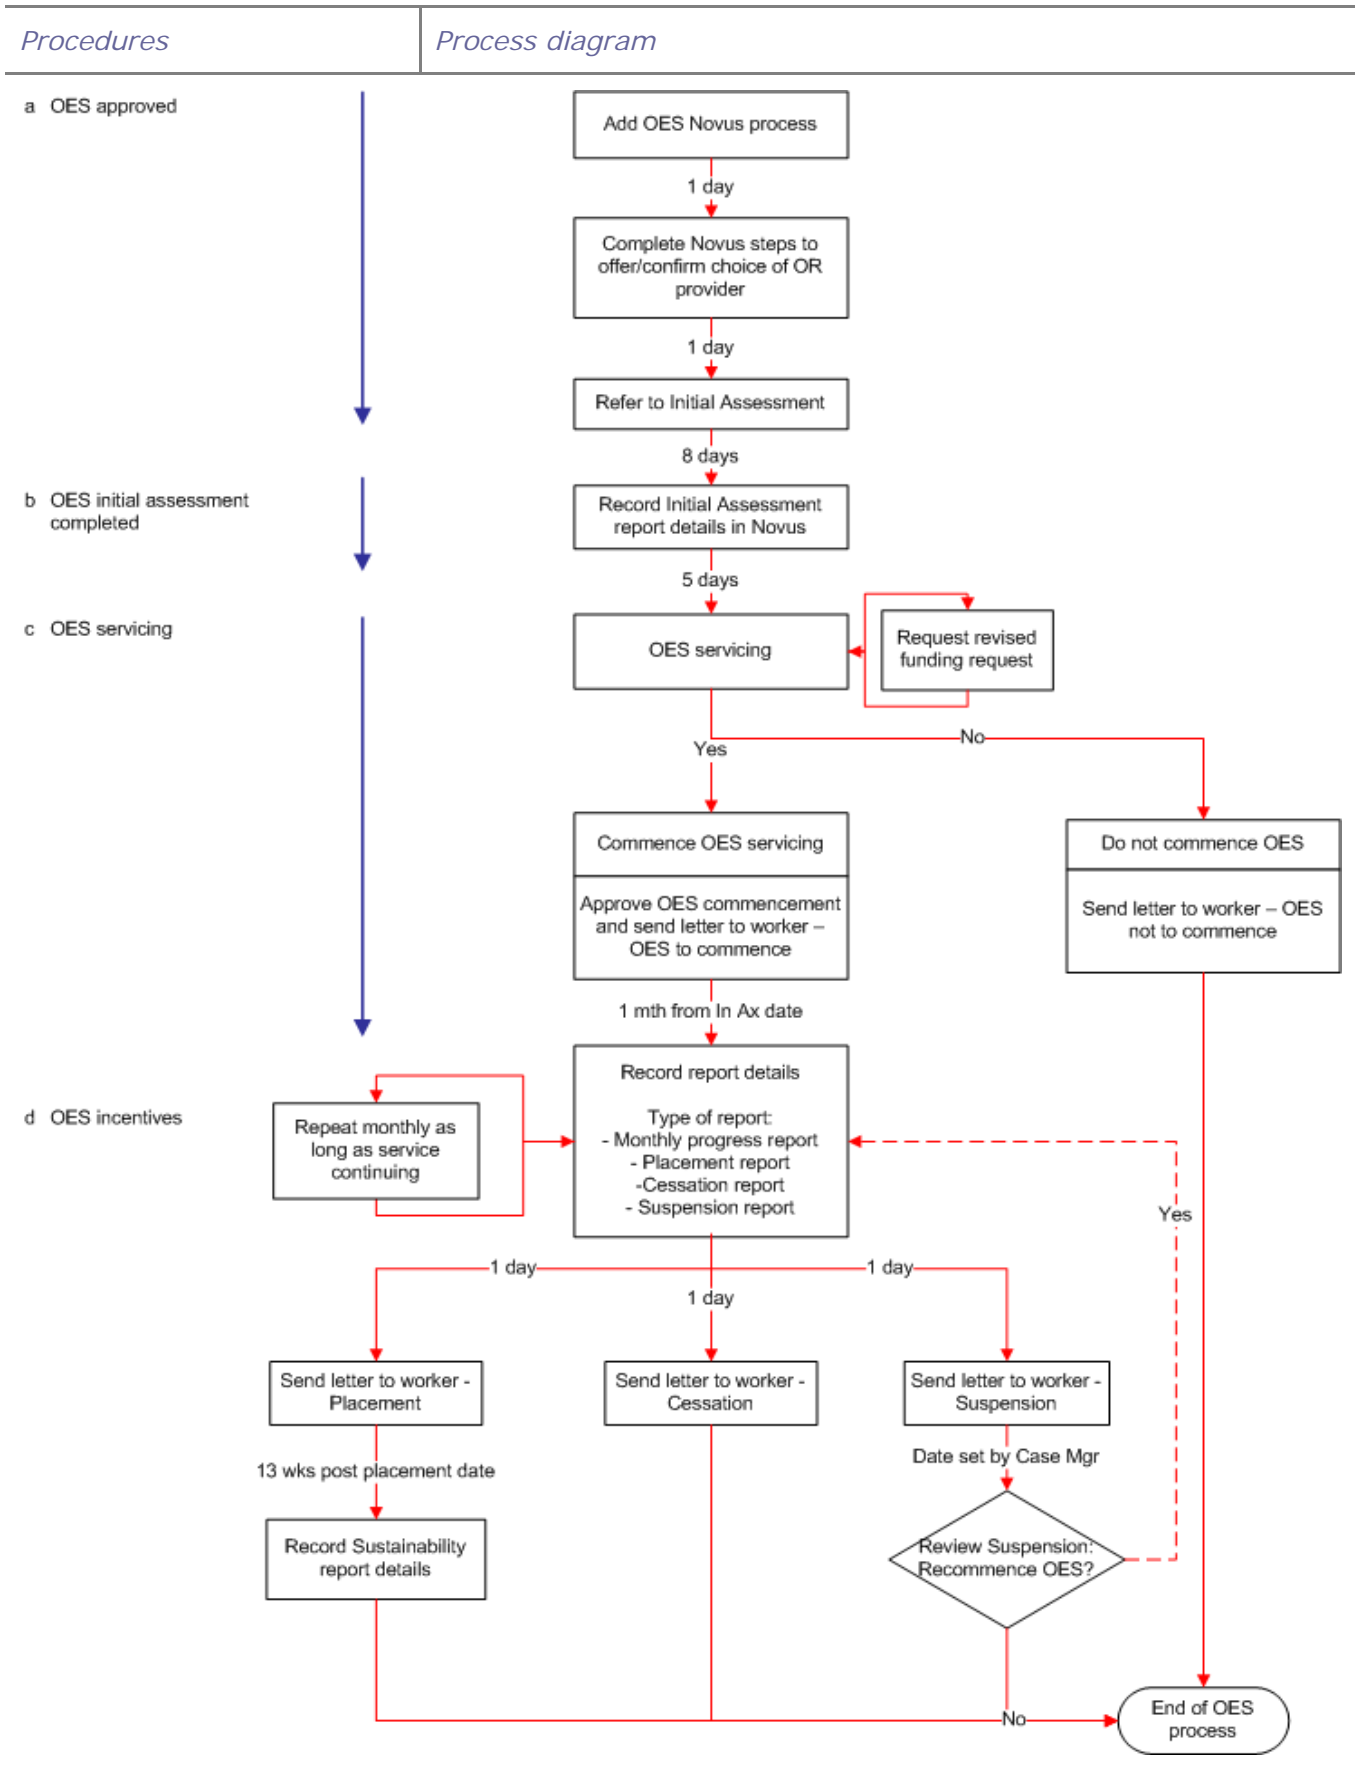 Procedures
Process diagram
a OES approved
Add OES Novus process
1 day
Complete Novus steps to
offer/confirm choice of OR
provider
1 day
Refer to Initial Assessment
8 days
b OES initial assessment
completed
Record Initial Assessment
report details in Novus
5 days
c OES servicing
OES servicing
Request revised
funding request
Yes
No
Commence OES servicing
Approve OES commencement
and send letter to worker –
OES to commence
Do not commence OES
Send letter to worker – OES
not to commence
1 mth from In Ax date
d OES incentives
Repeat monthly as
long as service
continuing
Record report details
Type of report:
- Monthly progress report
- Placement report
-Cessation report
- Suspension report
Yes
1 day
1 day
1 day
Send letter to worker -
Placement
Send letter to worker -
Cessation
Send letter to worker -
Suspension
13 wks post placement date
Date set by Case Mgr
Record Sustainability
report details
Review Suspension:
Recommence OES?
No
End of OES
process